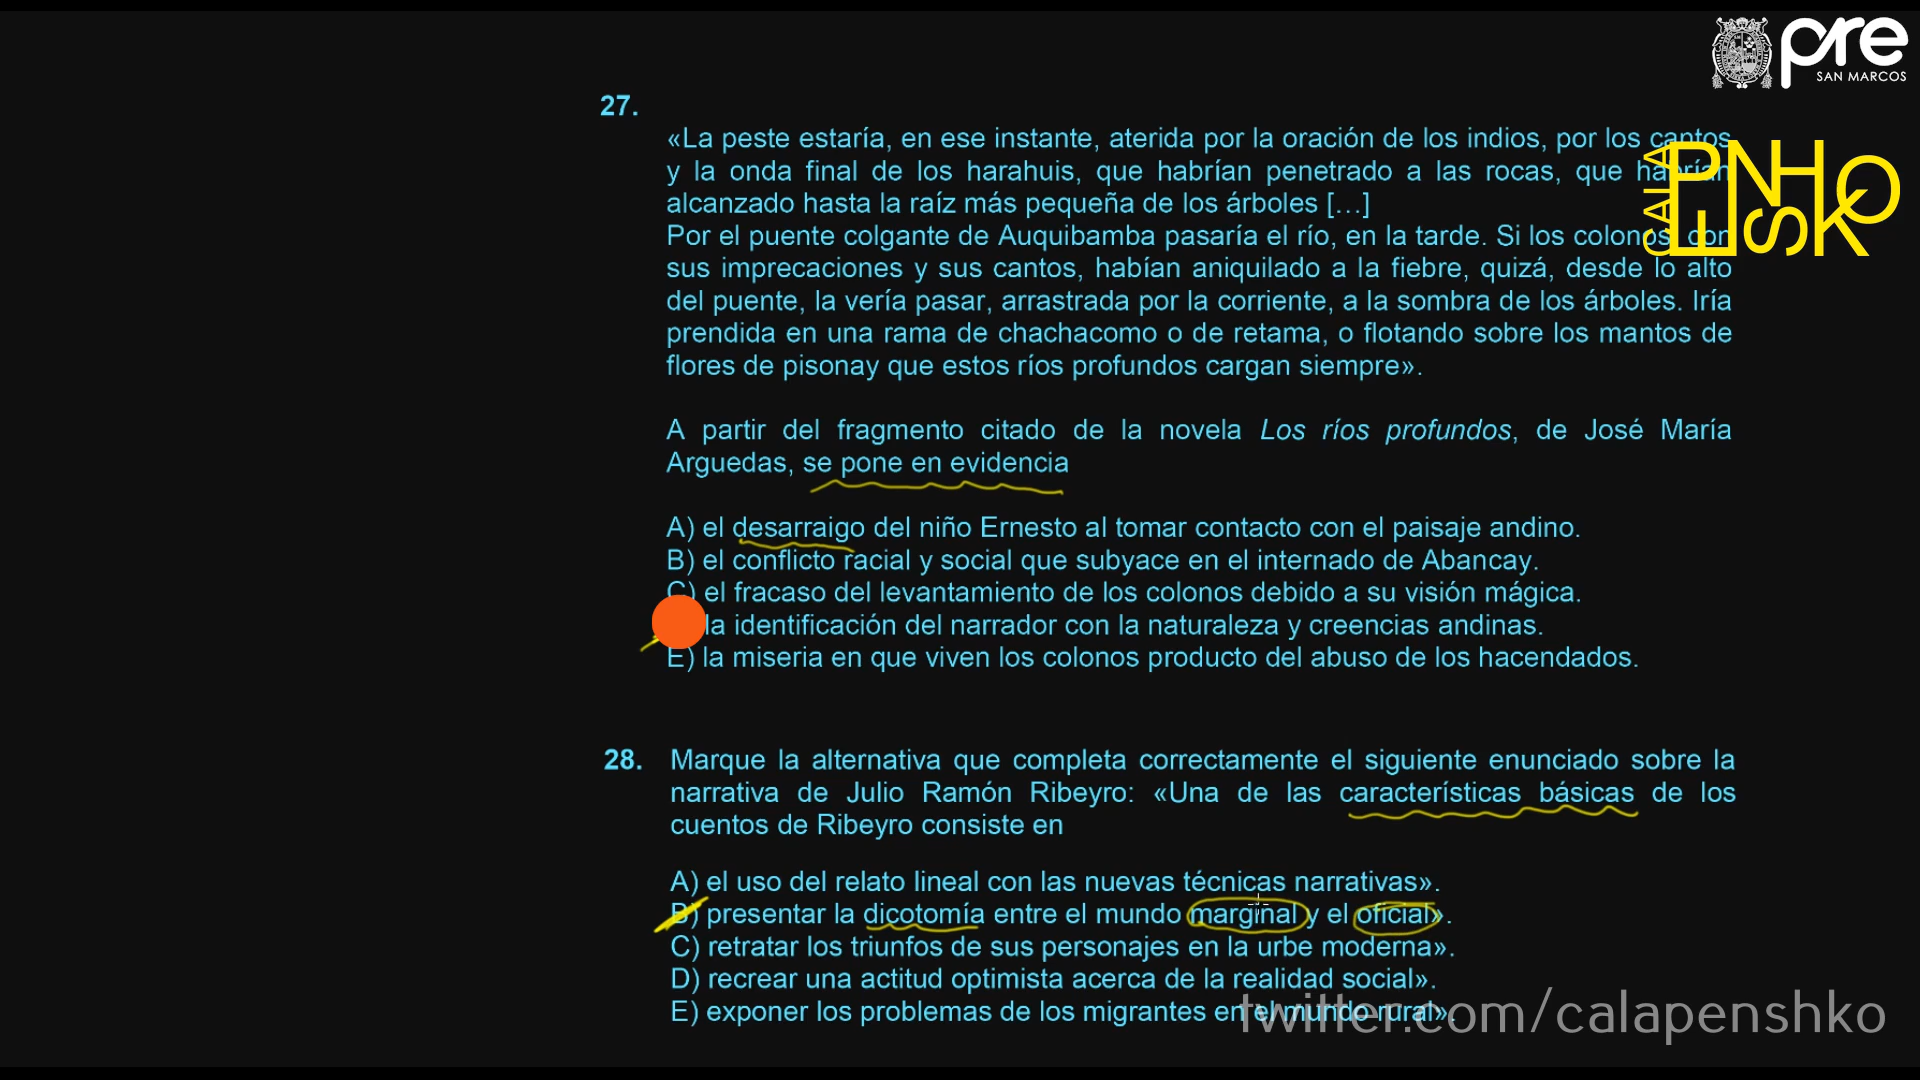 pre
SAN MARCOS
27.
«La peste estaría, en ese instante, aterida por la oración de los indios, por los cantos
y la onda final de los harahuis, que habrían penetrado a las rocas, que habrían
alcanzado hasta la raíz más pequeña de los árboles […]
Por el puente colgante de Auquibamba pasaría el río, en la tarde. Si los colonos, con
sus imprecaciones y sus cantos, habían aniquilado a la fiebre, quizá, desde lo alto
del puente, la vería pasar, arrastrada por la corriente, a la sombra de los árboles. Iría
prendida en una rama de chachacomo o de retama, o flotando sobre los mantos de
flores de pisonay que estos ríos profundos cargan siempre».
CALA PENSHKO
A partir del fragmento citado de la novela Los ríos profundos, de José María
Arguedas, se pone en evidencia
A) el desarraigo del niño Ernesto al tomar contacto con el paisaje andino.
B) el conflicto racial y social que subyace en el internado de Abancay.
C) el fracaso del levantamiento de los colonos debido a su visión mágica.
la identificación del narrador con la naturaleza y creencias andinas.
E) la miseria en que viven los colonos producto del abuso de los hacendados.
28. Marque la alternativa que completa correctamente el siguiente enunciado sobre la
narrativa de Julio Ramón Ribeyro: «Una de las características básicas de los
cuentos de Ribeyro consiste en
A) el uso del relato lineal con las nuevas técnicas narrativas».
B) presentar la dicotomía entre el mundo marginal y el oficial».
C) retratar los triunfos de sus personajes en la urbe moderna».
D) recrear una actitud optimista acerca de la realidad social».
E) exponer los problemas de los migrantes en el mundo rural».
twitter.com/calapenshko